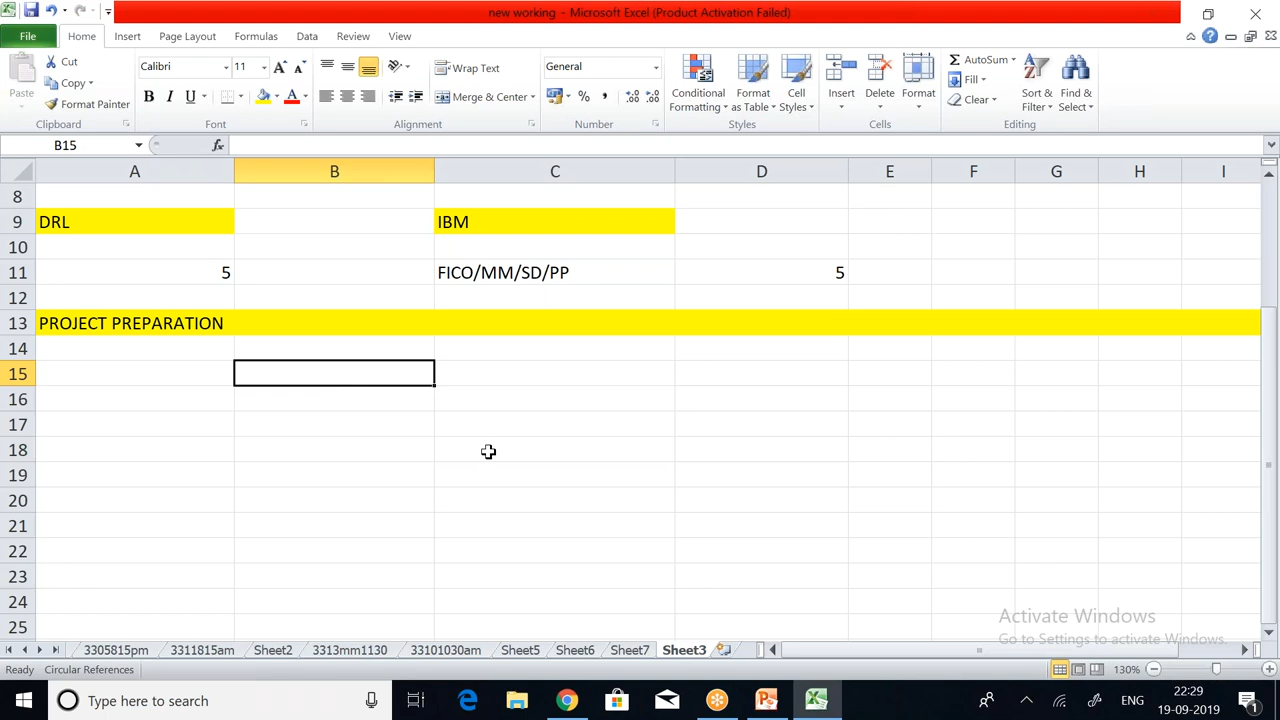 new working - Microsoft Excel (Product Activation Failed)
File Home Insert Page Layout Formulas Data Review View
Paste
Cut
Copy
Format Painter
Clipboard
Calibri 11
B I U A
Font
Wrap Text
Merge & Center
Alignment
General
% ,
Number
Conditional Formatting
Format as Table
Cell Styles
Styles
Insert Delete Format
Cells
AutoSum
Fill
Clear
Sort & Filter
Find & Select
Editing
B15 fx
A B C D E F G H I
8
9 DRL IBM
10
11 5 FICO/MM/SD/PP 5
12
13 PROJECT PREPARATION
14
15
16
17
18
19
20
21
22
23
24
25
Activate Windows
Go to Settings to activate Windows.
3305815pm 3311815am Sheet2 3313mm1130 33101030am Sheet5 Sheet6 Sheet7 Sheet3
Ready Circular References 130%
Type here to search
ENG
22:29
19-09-2019
1